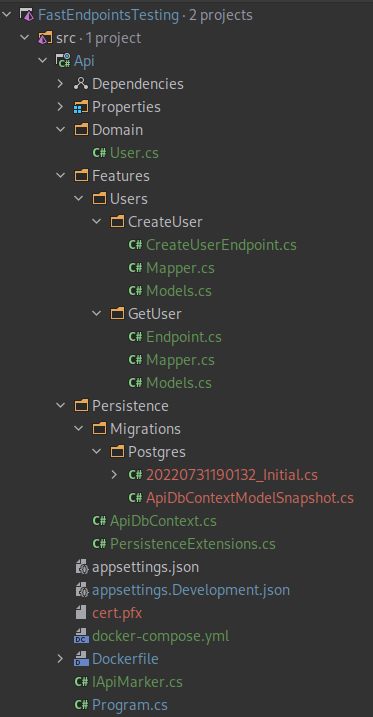 FastEndpointsTesting · 2 projects
src · 1 project
C# Api
Dependencies
Properties
Domain
C# User.cs
Features
Users
CreateUser
C# CreateUserEndpoint.cs
C# Mapper.cs
C# Models.cs
GetUser
C# Endpoint.cs
C# Mapper.cs
C# Models.cs
Persistence
Migrations
Postgres
C# 20220731190132_Initial.cs
C# ApiDbContextModelSnapshot.cs
C# ApiDbContext.cs
C# PersistenceExtensions.cs
appsettings.json
appsettings.Development.json
cert.pfx
DC docker-compose.yml
D Dockerfile
C# IApiMarker.cs
C# Program.cs